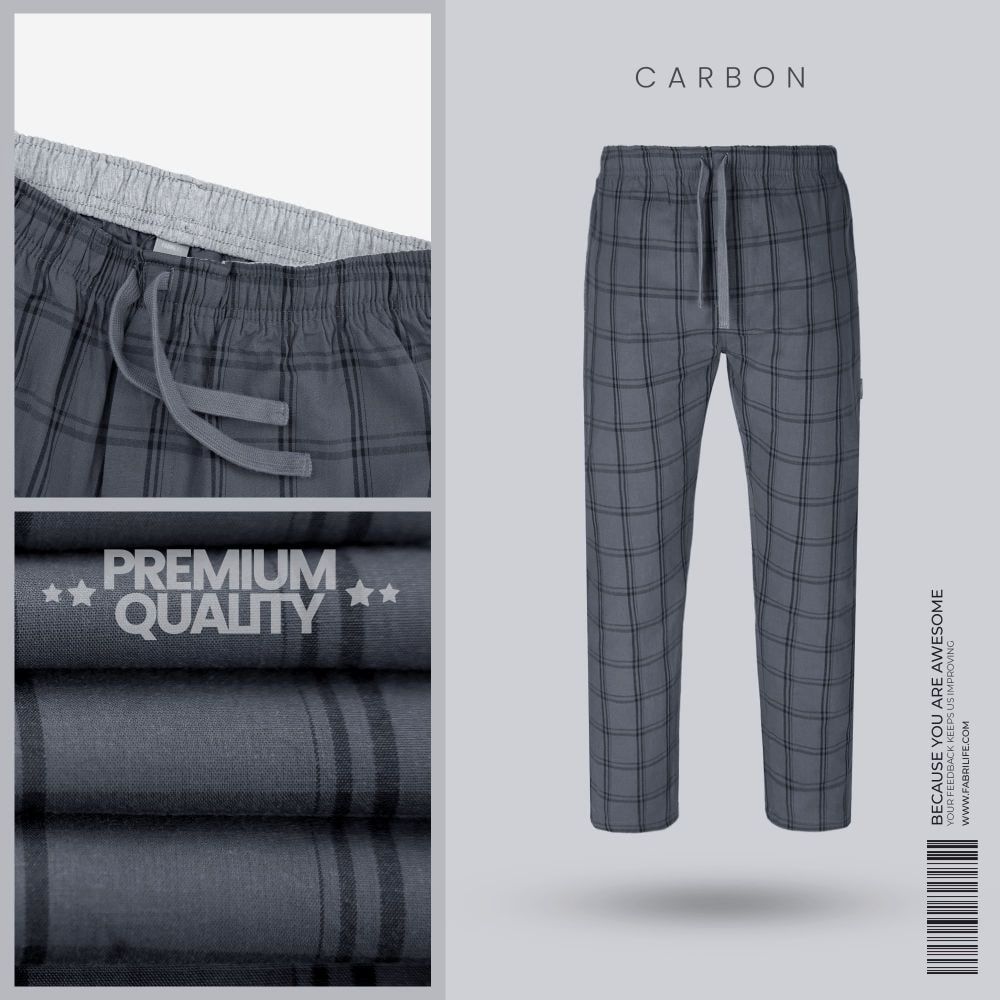 CARBON
PREMIUM
QUALITY
BECAUSE YOU ARE AWESOME
YOUR FEEDBACK KEEPS US IMPROVING
WWW.FABRILIFE.COM